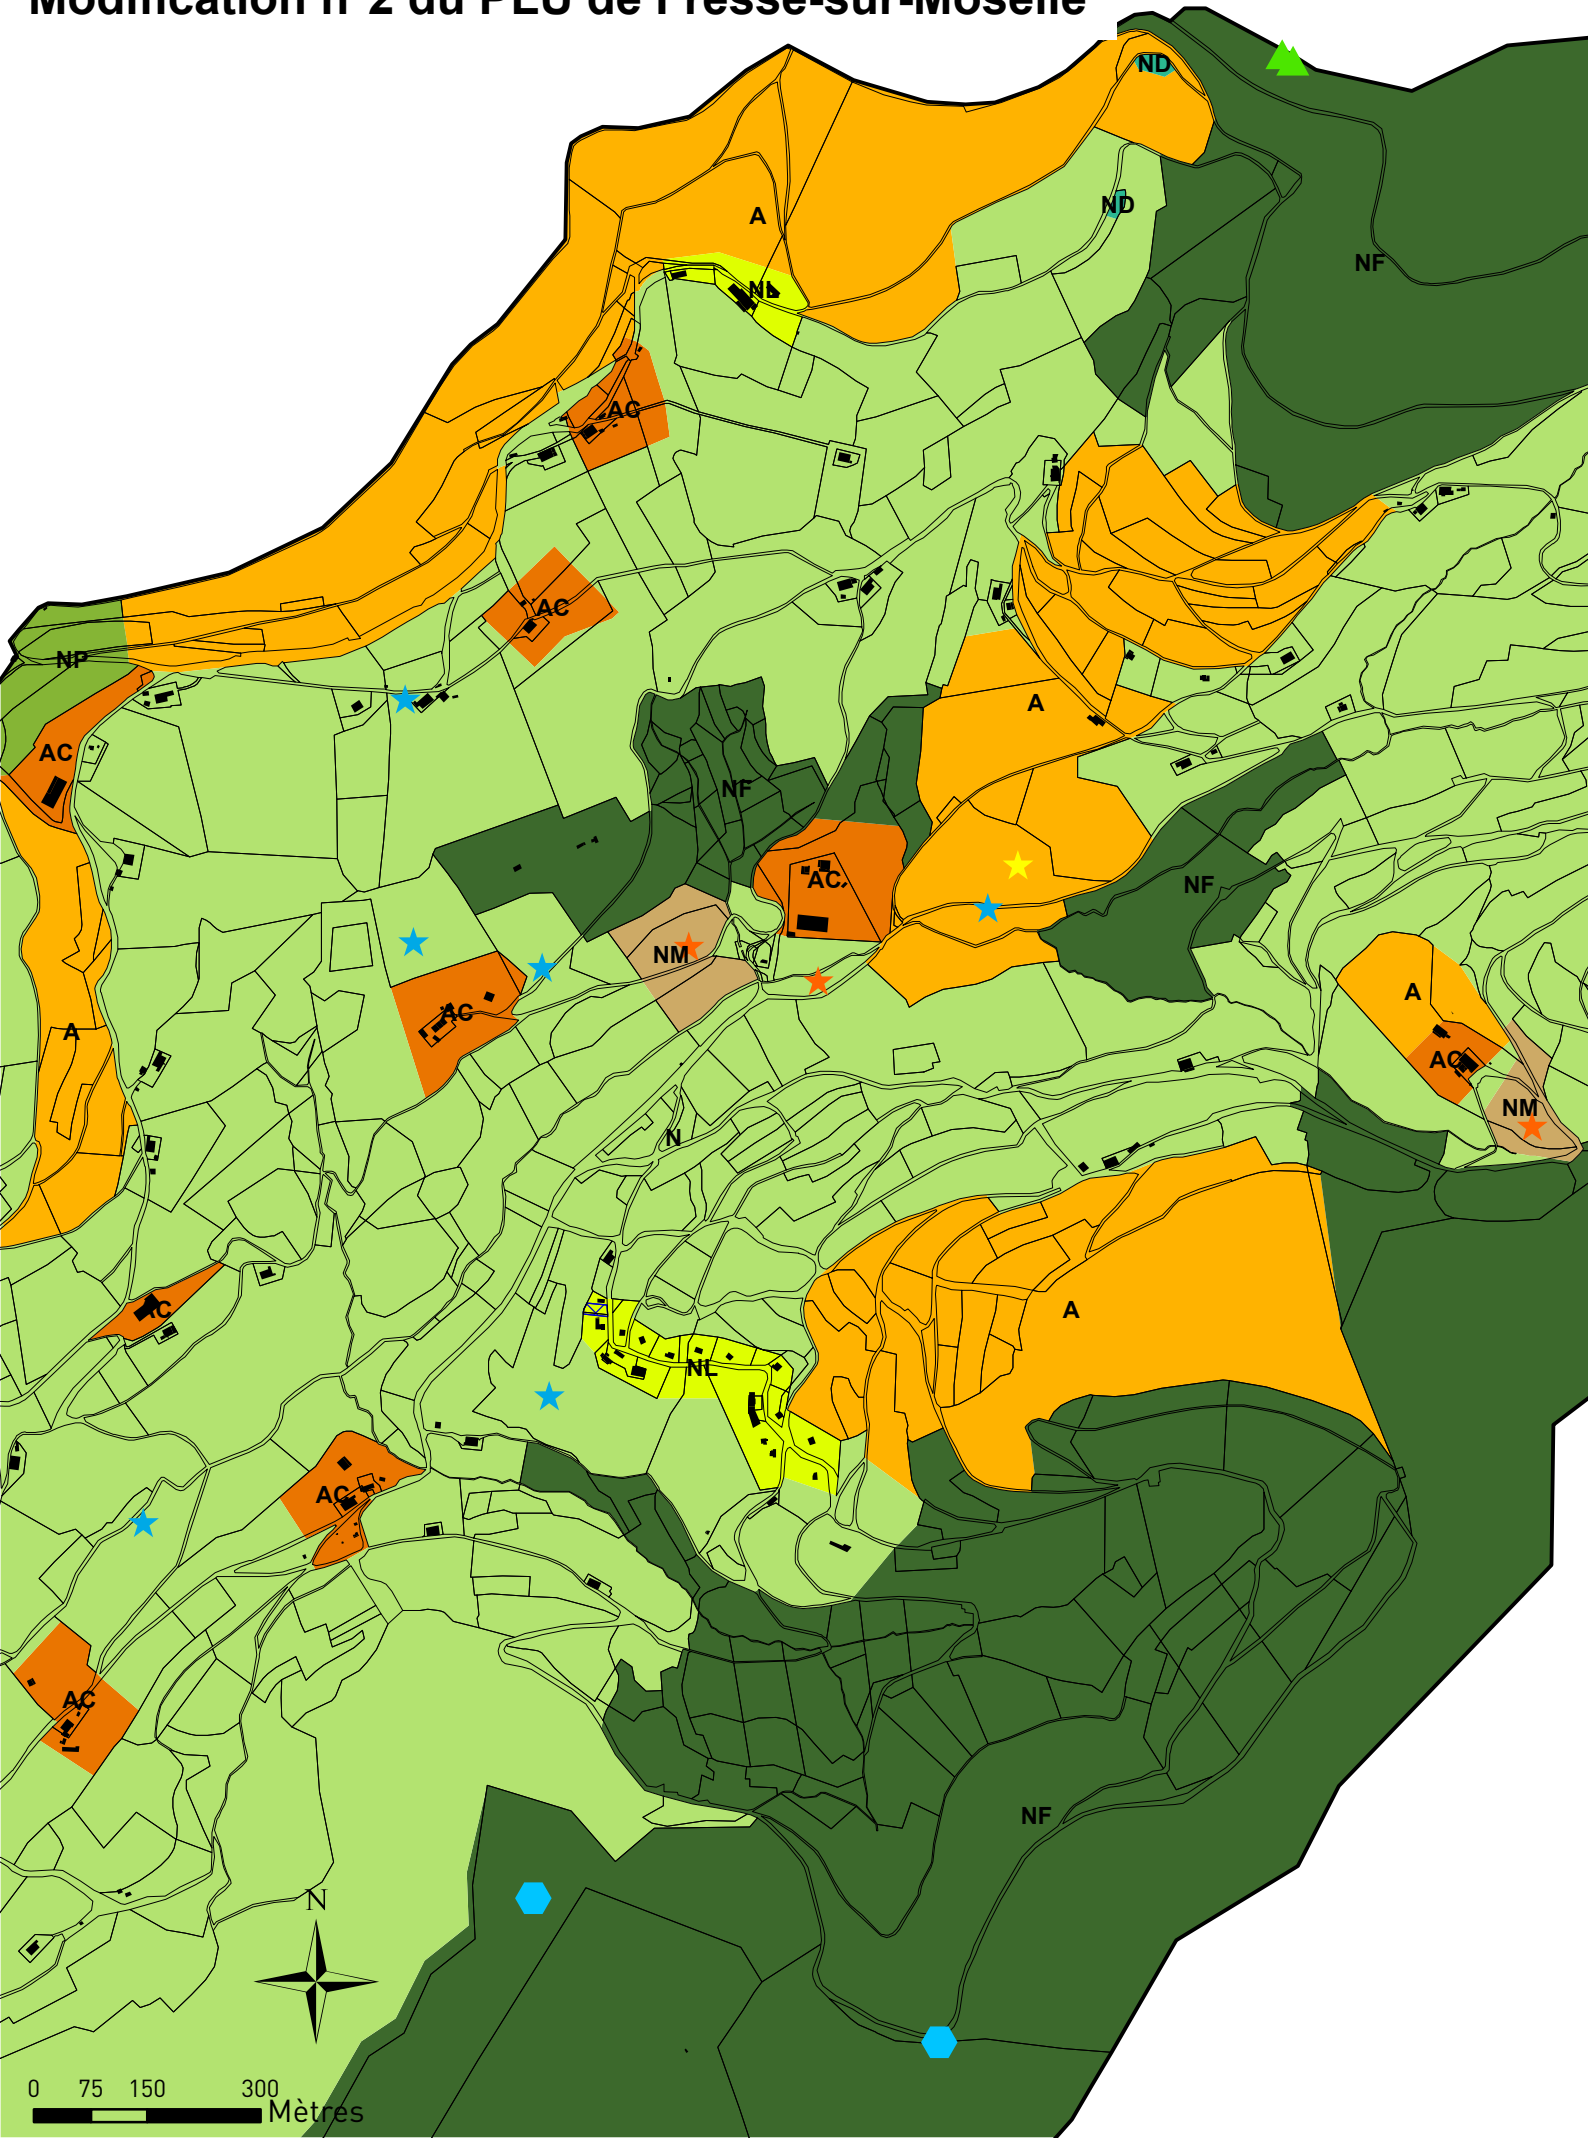 Modification n°2 du PLU de Fresse-sur-Moselle
ND
ND
A
NF
NL
AC
AC
NP
A
AC
NF
AC
NF
NM
A
AC
A
AC
NM
N
AC
A
NL
AC
AC
NF
N
0 75 150 300
Mètres